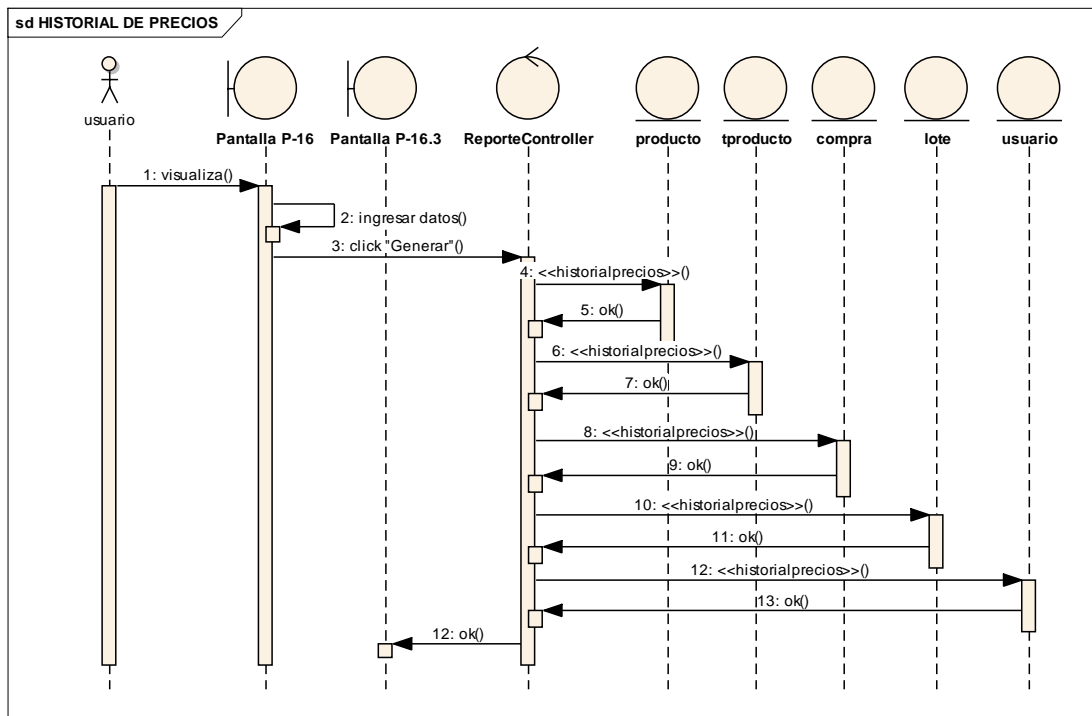 sd HISTORIAL DE PRECIOS
usuario
Pantalla P-16
Pantalla P-16.3
ReporteController
producto
tproducto
compra
lote
usuario
1: visualiza()
2: ingresar datos()
3: click "Generar"()
4: <<historialprecios>>()
5: ok()
6: <<historialprecios>>()
7: ok()
8: <<historialprecios>>()
9: ok()
10: <<historialprecios>>()
11: ok()
12: <<historialprecios>>()
13: ok()
12: ok()